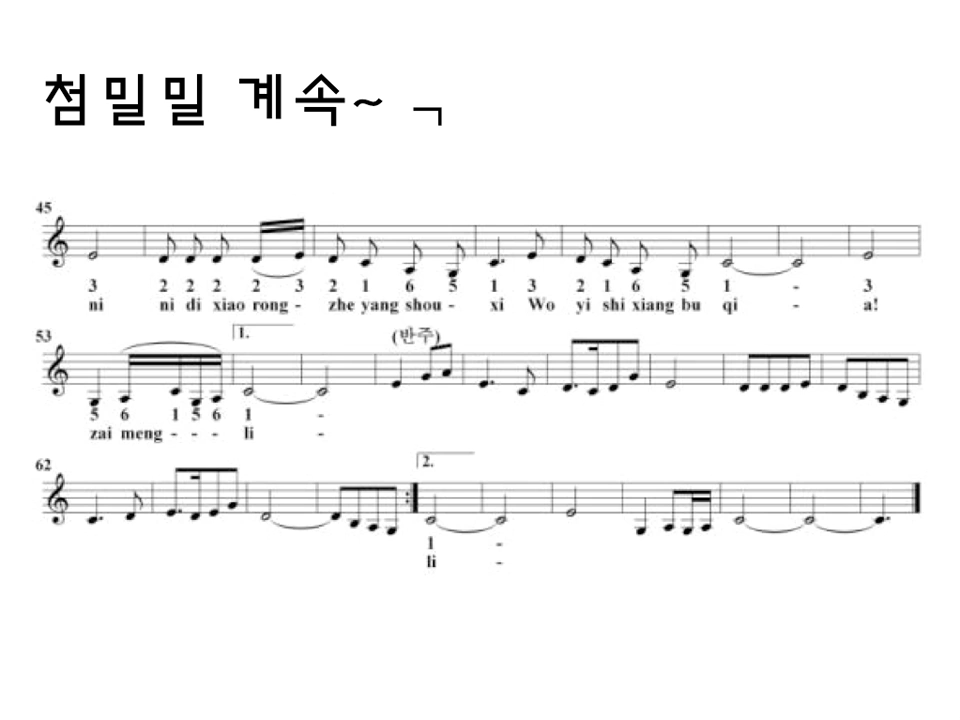 첨밀밀 계속~ ㄱ
45
3 2 2 2 2 3 2 1 6 5 1 3 2 1 6 5 1 - 3
ni ni di xiao rong - zhe yang shou - xi Wo yi shi xiang bu qi - a!
53 1. (반주)
5 6 1 5 6 1 -
zai meng - - - li -
62 2.
1 -
li -